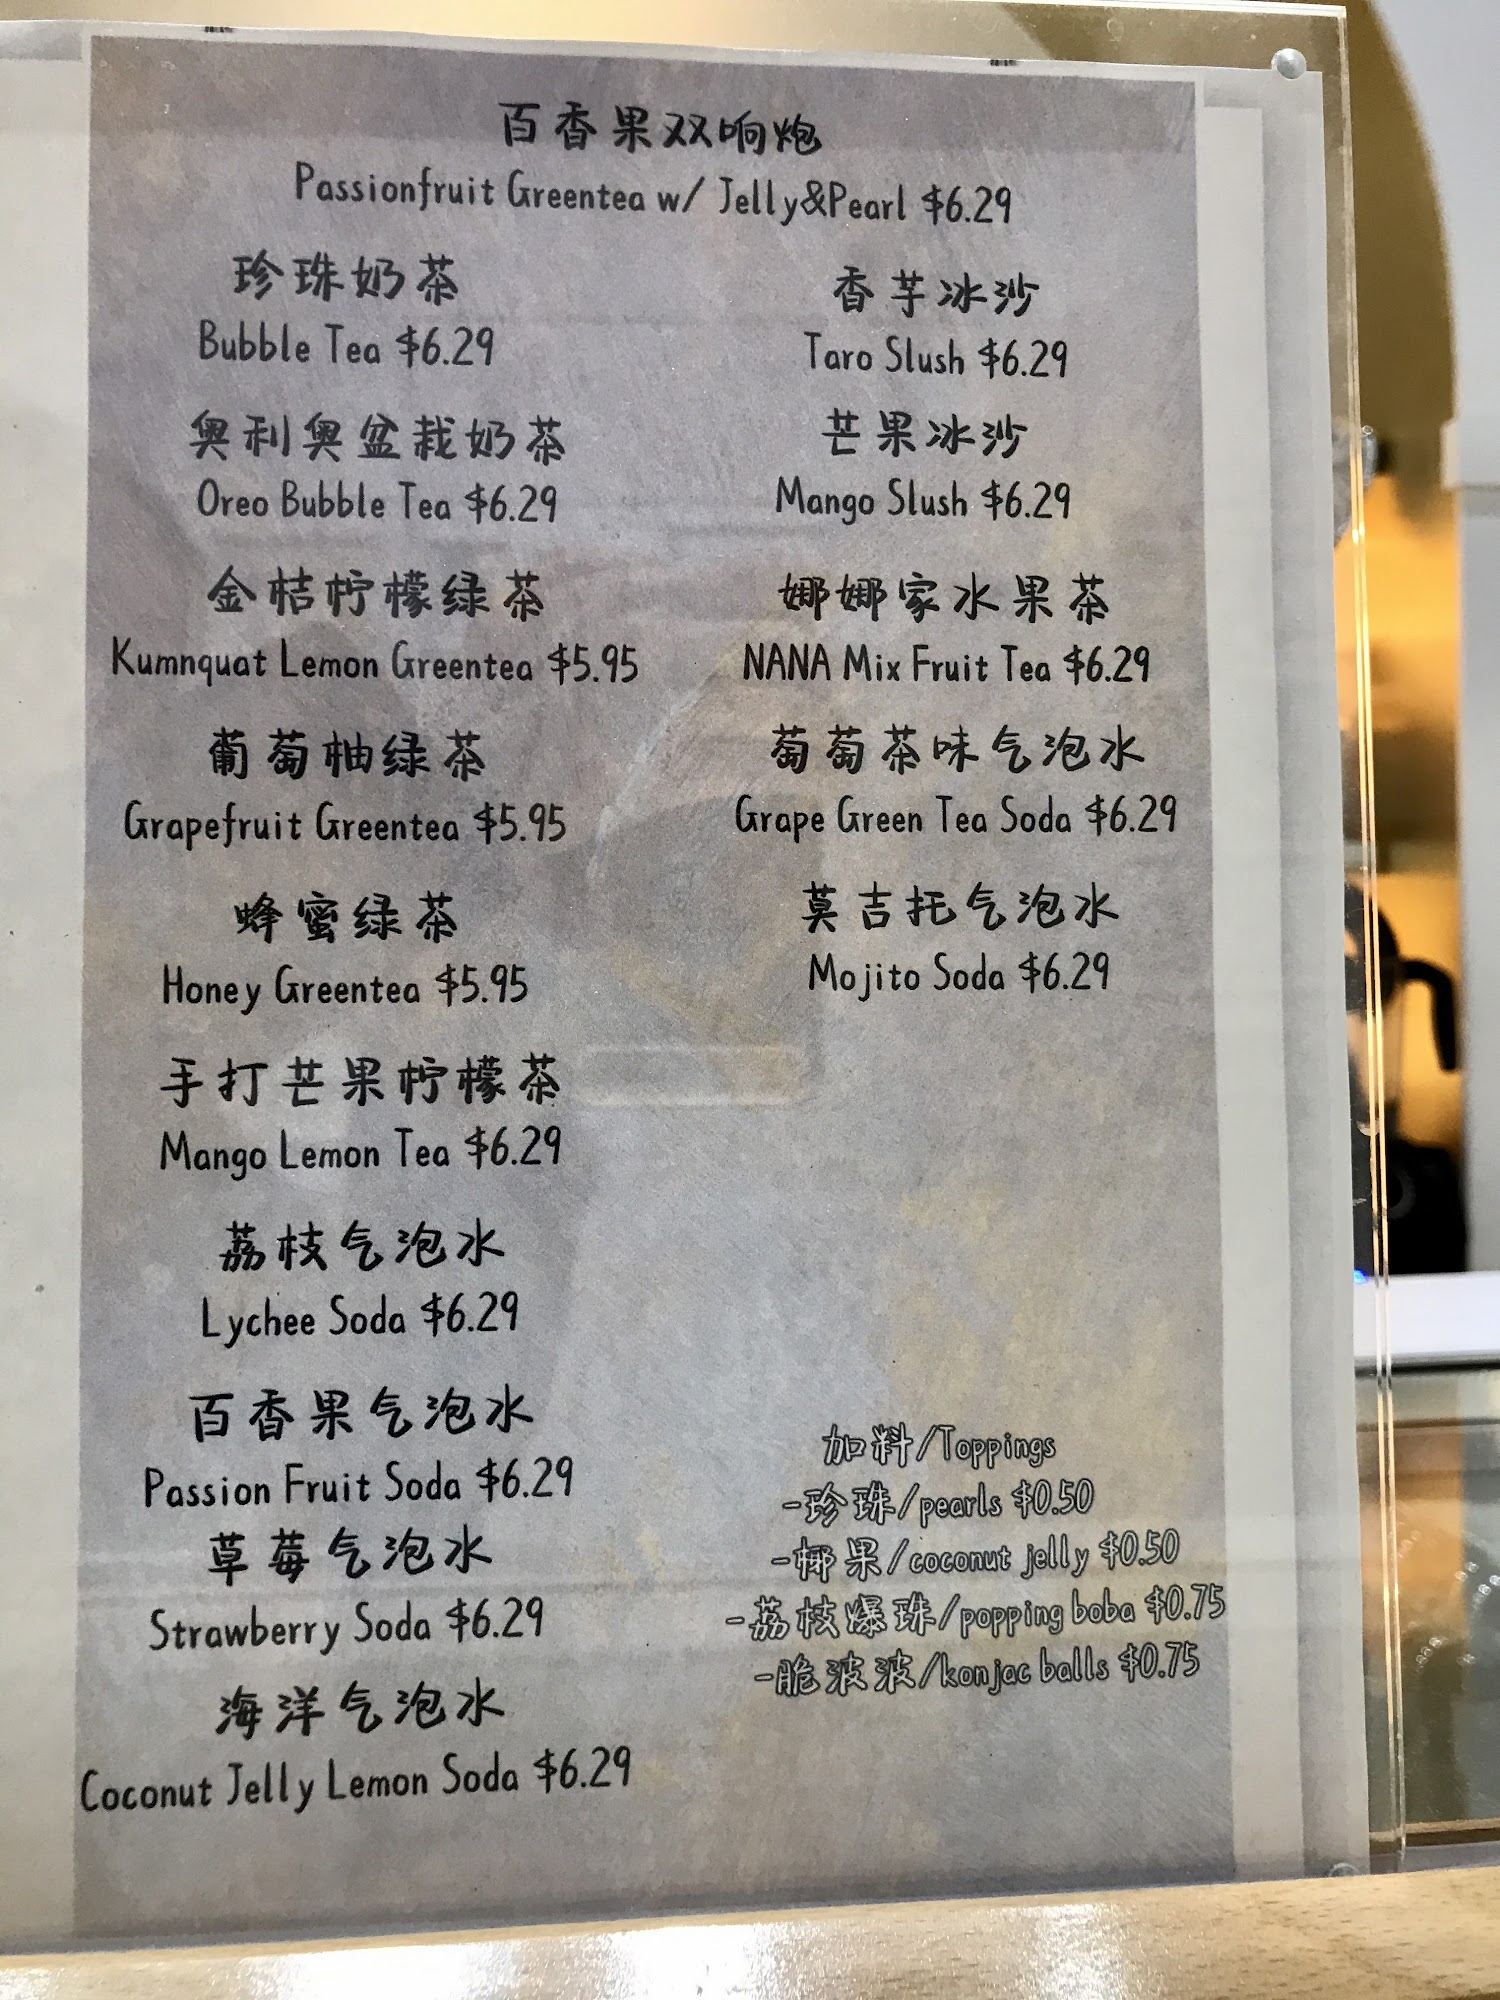 百香果双响炮
Passionfruit Greentea w/ Jelly&Pearl $6.29
珍珠奶茶
Bubble Tea $6.29
奥利奥盆栽奶茶
Oreo Bubble Tea $6.29
金桔柠檬绿茶
Kumnquat Lemon Greentea $5.95
葡萄柚绿茶
Grapefruit Greentea $5.95
蜂蜜绿茶
Honey Greentea $5.95
手打芒果柠檬茶
Mango Lemon Tea $6.29
荔枝气泡水
Lychee Soda $6.29
百香果气泡水
Passion Fruit Soda $6.29
草莓气泡水
Strawberry Soda $6.29
海洋气泡水
Coconut Jelly Lemon Soda $6.29
香芋冰沙
Taro Slush $6.29
芒果冰沙
Mango Slush $6.29
娜娜家水果茶
NANA Mix Fruit Tea $6.29
萄萄茶味气泡水
Grape Green Tea Soda $6.29
莫吉托气泡水
Mojito Soda $6.29
加料/Toppings
-珍珠/pearls $0.50
-椰果/coconut jelly $0.50
-荔枝爆珠/popping boba $0.75
-脆波波/konjac balls $0.75